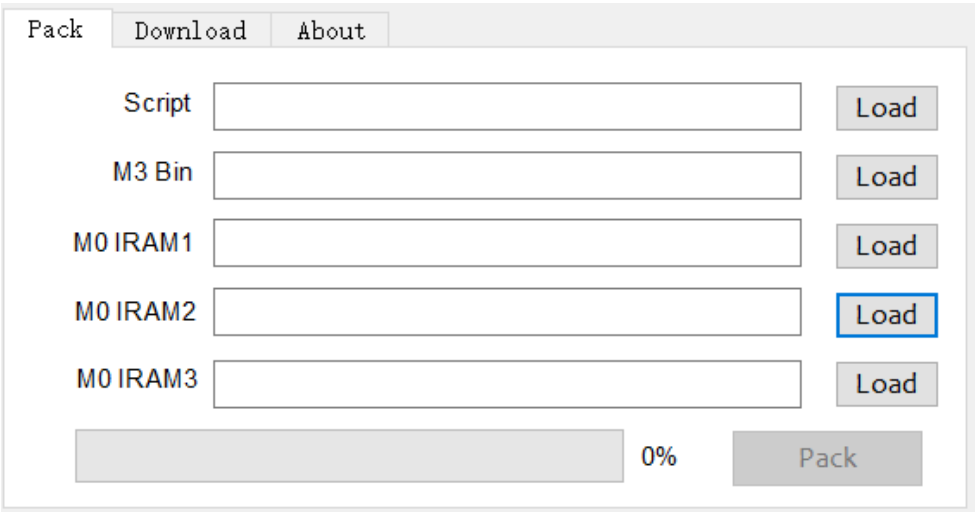 Pack Download About
Script Load
M3 Bin Load
M0 IRAM1 Load
M0 IRAM2 Load
M0 IRAM3 Load
0% Pack